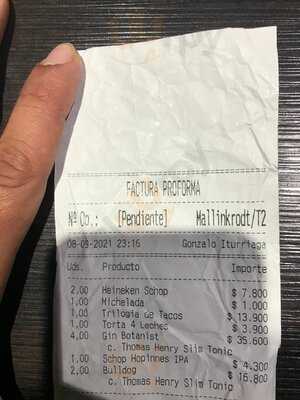 FACTURA PROFORMA
Nª Co.: [Pendiente] Mallinkrodt/T2
08-09-2021 23:16 Gonzalo Iturriaga
Uds. Producto Importe
2,00 Heineken Schop $ 7.800
1,00 Michelada $ 1.000
1,00 Trilogia de Tacos $ 13.900
1,00 Torta 4 Leches $ 3.900
4,00 Gin Botanist $ 35.600
c. Thomas Henry Slim Tonic
1,00 Schop Hopinnes IPA $ 4.300
2,00 Bulldog $ 16.800
c. Thomas Henry Slim Tonic